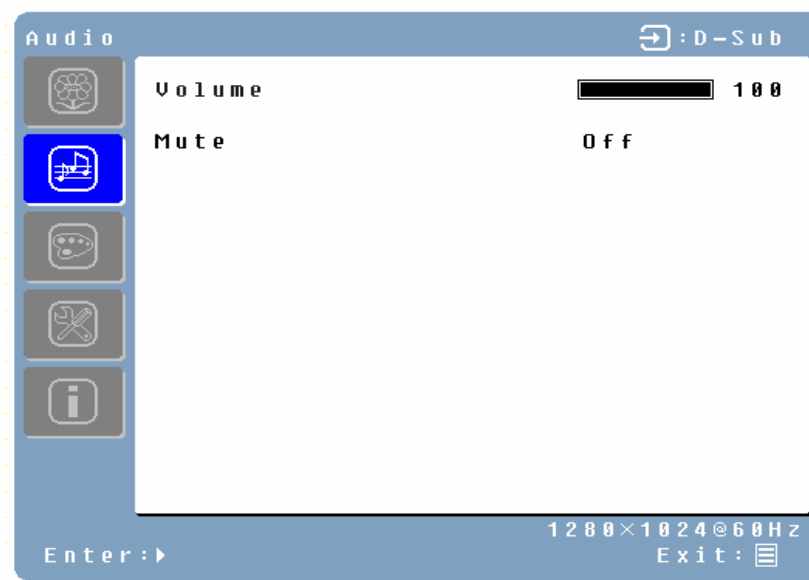 Audio :D-Sub
Volume 100
Mute Off
1280×1024@60Hz
Enter: Exit: